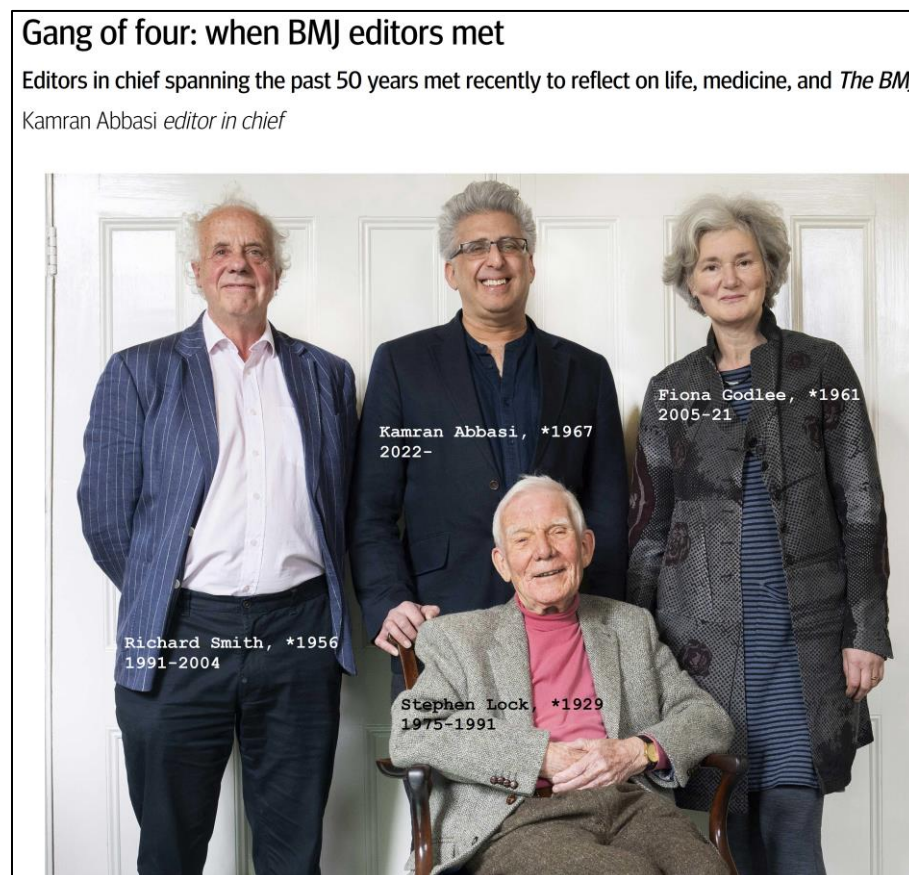 Gang of four: when BMJ editors met
Editors in chief spanning the past 50 years met recently to reflect on life, medicine, and The BMJ
Kamran Abbasi editor in chief
Fiona Godlee, *1961
2005-21
Kamran Abbasi, *1967
2022-
Richard Smith, *1956
1991-2004
Stephen Lock, *1929
1975-1991